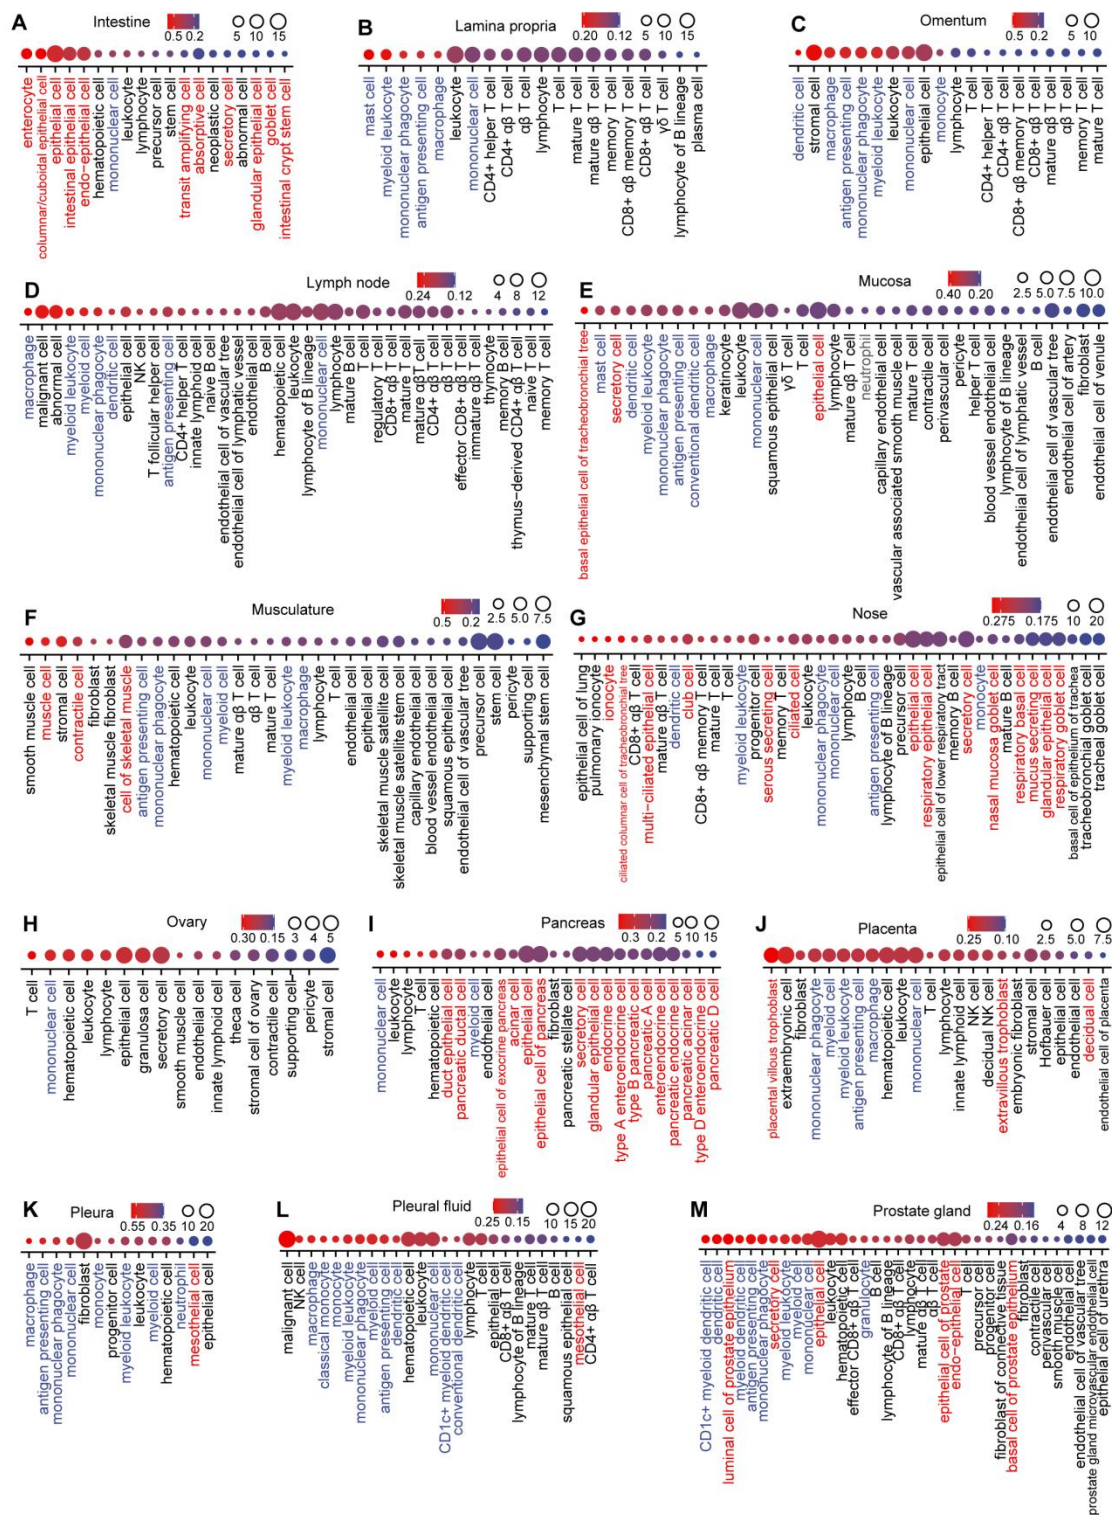 A Intestine 0.5 0.2 5 10 15
enterocyte
columnar/cuboidal epithelial cell
epithelial cell
intestinal epithelial cell
endo-epithelial cell
hematopoietic cell
mononuclear cell
leukocyte
lymphocyte
precursor cell
stem cell
transit amplifying cell
absorptive cell
neoplastic cell
secretory cell
abnormal cell
glandular epithelial cell
goblet cell
intestinal crypt stem cell
B Lamina propria 0.20 0.12 5 10 15
mast cell
myeloid leukocyte
mononuclear phagocyte
antigen presenting cell
macrophage
leukocyte
mononuclear cell
CD4+ helper T cell
CD4+ αβ T cell
αβ T cell
lymphocyte
T cell
mature T cell
mature αβ T cell
memory T cell
CD8+ αβ memory T cell
CD8+ αβ T cell
γδ T cell
lymphocyte of B lineage
plasma cell
C Omentum 0.5 0.2 5 10
dendritic cell
stromal cell
macrophage
antigen presenting cell
mononuclear phagocyte
myeloid leukocyte
leukocyte
mononuclear cell
epithelial cell
monocyte
lymphocyte
T cell
CD4+ helper T cell
CD4+ αβ T cell
CD8+ αβ memory T cell
CD8+ αβ T cell
mature αβ T cell
αβ T cell
memory T cell
mature T cell
D Lymph node 0.24 0.12 4 8 12
macrophage
malignant cell
abnormal cell
myeloid leukocyte
myeloid cell
mononuclear phagocyte
dendritic cell
epithelial cell
NK cell
T follicular helper cell
antigen presenting cell
CD4+ helper T cell
innate lymphoid cell
naive B cell
endothelial cell of vascular tree
endothelial cell of lymphatic vessel
endothelial cell
B cell
hematopoietic cell
leukocyte
lymphocyte of B lineage
mononuclear cell
lymphocyte
mature B cell
T cell
regulatory T cell
CD8+ αβ T cell
mature T cell
mature αβ T cell
CD4+ αβ T cell
αβ T cell
effector CD8+ αβ T cell
immature αβ T cell
thymocyte
memory B cell
thymus-derived CD4+ αβ T cell
naive T cell
memory T cell
E Mucosa 0.40 0.20 2.5 5.0 7.5 10.0
basal epithelial cell of tracheobronchial tree
mast cell
secretory cell
dendritic cell
myeloid leukocyte
mononuclear phagocyte
antigen presenting cell
conventional dendritic cell
macrophage
keratinocyte
leukocyte
mononuclear cell
squamous epithelial cell
γδ T cell
T cell
epithelial cell
lymphocyte
mature αβ T cell
neutrophil
capillary endothelial cell
vascular associated smooth muscle cell
mature T cell
contractile cell
perivascular cell
pericyte
helper T cell
blood vessel endothelial cell
lymphocyte of B lineage
endothelial cell of lymphatic vessel
B cell
endothelial cell of vascular tree
endothelial cell of artery
fibroblast
endothelial cell of venule
F Musculature 0.5 0.2 2.5 5.0 7.5
smooth muscle cell
muscle cell
stromal cell
contractile cell
fibroblast
skeletal muscle fibroblast
cell of skeletal muscle
antigen presenting cell
mononuclear phagocyte
hematopoietic cell
leukocyte
mononuclear cell
myeloid cell
mature αβ T cell
αβ T cell
mature T cell
myeloid leukocyte
macrophage
lymphocyte
T cell
endothelial cell
epithelial cell
skeletal muscle satellite cell
skeletal muscle satellite stem cell
capillary endothelial cell
blood vessel endothelial cell
squamous epithelial cell
endothelial cell of vascular tree
precursor cell
stem cell
pericyte
supporting cell
mesenchymal stem cell
G Nose 0.275 0.175 10 20
epithelial cell of lung
pulmonary ionocyte
ionocyte
ciliated columnar cell of tracheobronchial tree
CD8+ αβ T cell
multi-ciliated epithelial cell
mature αβ T cell
dendritic cell
club cell
CD8+ αβ memory T cell
mature T cell
αβ T cell
myeloid leukocyte
progenitor cell
serous secreting cell
memory T cell
ciliated cell
leukocyte
mononuclear phagocyte
mononuclear cell
lymphocyte
B cell
antigen presenting cell
lymphocyte of B lineage
precursor cell
epithelial cell
respiratory epithelial cell
epithelial cell of lower respiratory tract
memory B cell
secretory cell
monocyte
nasal mucosa goblet cell
mature B cell
respiratory basal cell
mucus secreting cell
glandular epithelial cell
respiratory goblet cell
basal cell of epithelium of trachea
tracheobronchial goblet cell
tracheal goblet cell
H Ovary 0.30 0.15 3 4 5
T cell
mononuclear cell
hematopoietic cell
leukocyte
lymphocyte
epithelial cell
granulosa cell
secretory cell
smooth muscle cell
endothelial cell
innate lymphoid cell
theca cell
stromal cell of ovary
contractile cell
supporting cell
pericyte
stromal cell
I Pancreas 0.3 0.2 5 10 15
mononuclear cell
leukocyte
lymphocyte
T cell
hematopoietic cell
duct epithelial cell
pancreatic ductal cell
myeloid cell
endothelial cell
epithelial cell of exocrine pancreas
acinar cell
epithelial cell
epithelial cell of pancreas
fibroblast
pancreatic stellate cell
secretory cell
glandular epithelial cell
endocrine cell
type A enteroendocrine cell
type B pancreatic cell
pancreatic A cell
enteroendocrine cell
pancreatic endocrine cell
pancreatic acinar cell
type D enteroendocrine cell
pancreatic D cell
J Placenta 0.25 0.10 2.5 5.0 7.5
placental villous trophoblast
extraembryonic cell
fibroblast
mononuclear phagocyte
myeloid cell
myeloid leukocyte
antigen presenting cell
macrophage
hematopoietic cell
leukocyte
mononuclear cell
T cell
lymphocyte
innate lymphoid cell
NK cell
decidual NK cell
extravillous trophoblast
embryonic fibroblast
stromal cell
Hofbauer cell
epithelial cell
endothelial cell
decidual cell
endothelial cell of placenta
K Pleura 0.55 0.35 10 20
macrophage
antigen presenting cell
mononuclear phagocyte
mononuclear cell
fibroblast
monocyte
progenitor cell
myeloid leukocyte
leukocyte
myeloid cell
hematopoietic cell
neutrophil
mesothelial cell
epithelial cell
L Pleural fluid 0.25 0.15 10 15 20
malignant cell
NK cell
macrophage
classical monocyte
monocyte
myeloid leukocyte
mononuclear phagocyte
myeloid cell
antigen presenting cell
dendritic cell
hematopoietic cell
leukocyte
mononuclear cell
CD1c+ myeloid dendritic cell
conventional dendritic cell
lymphocyte
T cell
epithelial cell
CD8+ αβ T cell
lymphocyte of B lineage
mature T cell
mature αβ T cell
B cell
squamous epithelial cell
mesothelial cell
CD4+ αβ T cell
M Prostate gland 0.24 0.16 4 8 12
CD1c+ myeloid dendritic cell
dendritic cell
luminal cell of prostate epithelium
myeloid dendritic cell
antigen presenting cell
mononuclear phagocyte
secretory cell
myeloid leukocyte
myeloid cell
mononuclear cell
epithelial cell
leukocyte
hematopoietic cell
effector CD8+ αβ T cell
granulocyte
B cell
lymphocyte of B lineage
CD8+ αβ T cell
lymphocyte
mature αβ T cell
αβ T cell
epithelial cell of prostate
endo-epithelial cell
T cell
precursor cell
progenitor cell
fibroblast of connective tissue
basal cell of prostate epithelium
fibroblast
contractile cell
perivascular cell
smooth muscle cell
endothelial cell
endothelial cell of vascular tree
prostate gland microvascular endothelial cell
epithelial cell of urethra